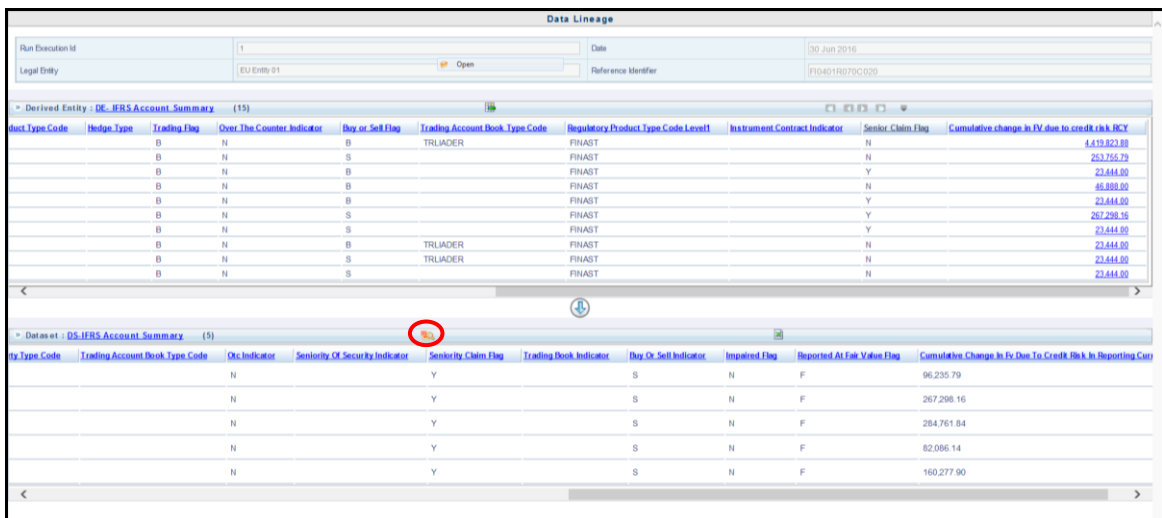 Data Lineage
Run Execution Id 1 Date 30 Jun 2016
Legal Entity EU Entity 01 Open Reference Identifier FI0401R070C020
» Derived Entity : DE- IFRS Account Summary (15)
duct Type Code Hedge Type Trading Flag Over The Counter Indicator Buy or Sell Flag Trading Account Book Type Code Regulatory Product Type Code Level1 Instrument Contract Indicator Senior Claim Flag Cumulative change in FV due to credit risk RCY
B N B TRLIADER FINAST N 4,419,823.88
B N S FINAST N 253,755.79
B N B FINAST Y 23,444.00
B N B FINAST N 46,888.00
B N B FINAST Y 23,444.00
B N S FINAST Y 267,298.16
B N S FINAST Y 23,444.00
B N B TRLIADER FINAST N 23,444.00
B N S TRLIADER FINAST N 23,444.00
B N S FINAST N 23,444.00
» Dataset : DS-IFRS Account Summary (5)
rty Type Code Trading Account Book Type Code Otc Indicator Seniority Of Security Indicator Seniority Claim Flag Trading Book Indicator Buy Or Sell Indicator Impaired Flag Reported At Fair Value Flag Cumulative Change In Fv Due To Credit Risk In Reporting Curr
N Y S N F 96,235.79
N Y S N F 267,298.16
N Y S N F 284,761.84
N Y S N F 82,086.14
N Y S N F 160,277.90